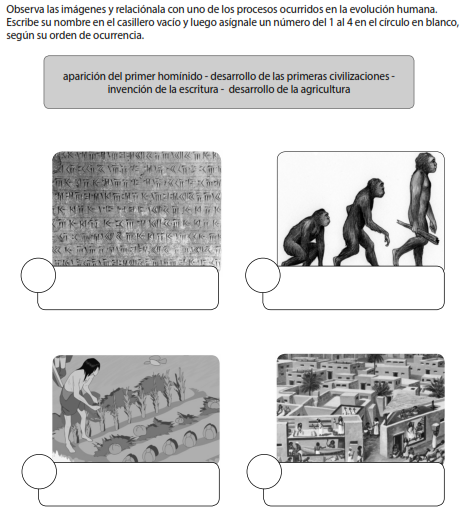 Observa las imágenes y relaciónala con uno de los procesos ocurridos en la evolución humana.
Escribe su nombre en el casillero vacío y luego asígnale un número del 1 al 4 en el círculo en blanco,
según su orden de ocurrencia.
aparición del primer homínido - desarrollo de las primeras civilizaciones -
invención de la escritura - desarrollo de la agricultura